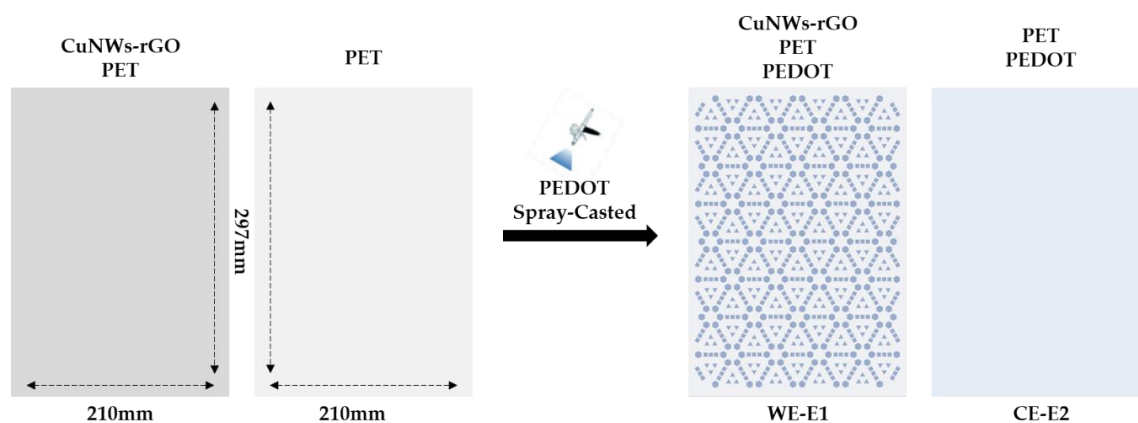 CuNWs-rGO
PET
PET
297mm
210mm
210mm
PEDOT
Spray-Casted
CuNWs-rGO
PET
PEDOT
PET
PEDOT
WE-E1
CE-E2